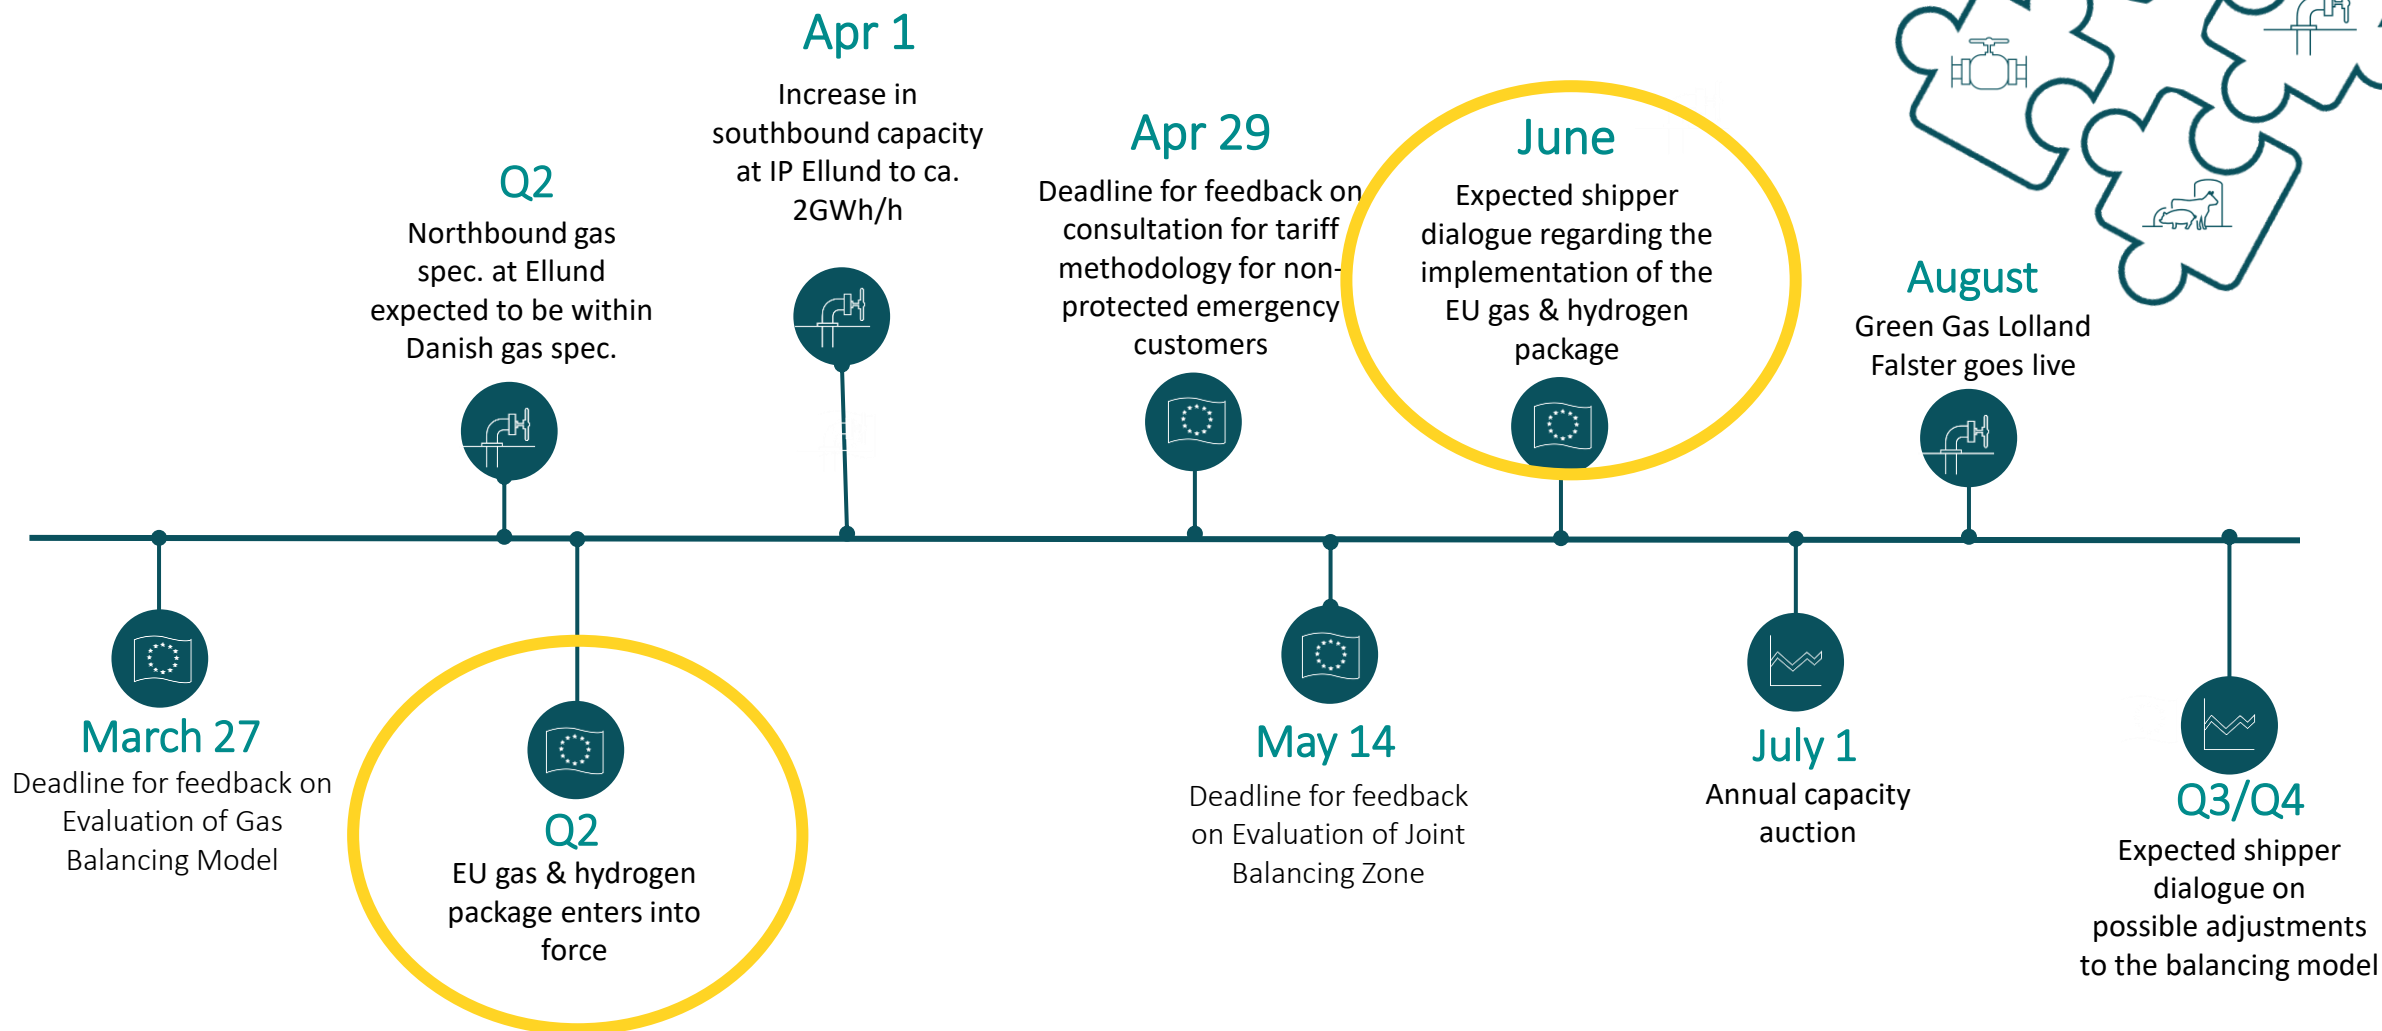 Apr 1
Increase in
southbound capacity
at IP Ellund to ca.
2GWh/h
Q2
Northbound gas
spec. at Ellund
expected to be within
Danish gas spec.
Apr 29
Deadline for feedback on
consultation for tariff
methodology for non-
protected emergency
customers
June
Expected shipper
dialogue regarding the
implementation of the
EU gas & hydrogen
package
August
Green Gas Lolland
Falster goes live
March 27
Deadline for feedback on
Evaluation of Gas
Balancing Model
Q2
EU gas & hydrogen
package enters into
force
May 14
Deadline for feedback
on Evaluation of Joint
Balancing Zone
July 1
Annual capacity
auction
Q3/Q4
Expected shipper
dialogue on
possible adjustments
to the balancing model